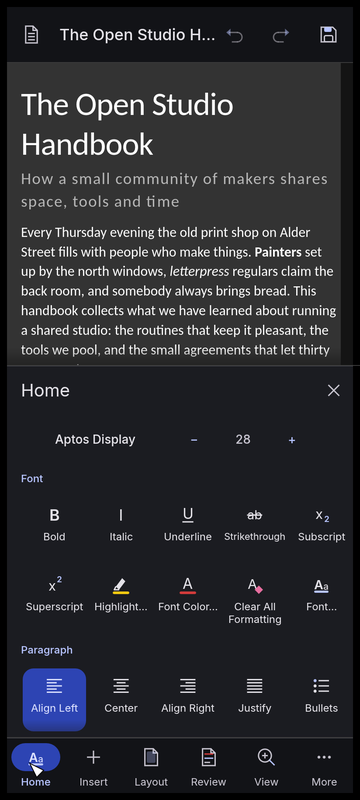 The Open Studio H...
The Open Studio
Handbook
How a small community of makers shares
space, tools and time
Every Thursday evening the old print shop on Alder
Street fills with people who make things. Painters set
up by the north windows, letterpress regulars claim the
back room, and somebody always brings bread. This
handbook collects what we have learned about running
a shared studio: the routines that keep it pleasant, the
tools we pool, and the small agreements that let thirty
Home
Aptos Display
− 28 +
Font
B I U ab x2
Bold Italic Underline Strikethrough Subscript
x2 A A Aa
Superscript Highlight... Font Color... Clear All Formatting Font...
Paragraph
Align Left Center Align Right Justify Bullets
Aa
Home Insert Layout Review View More